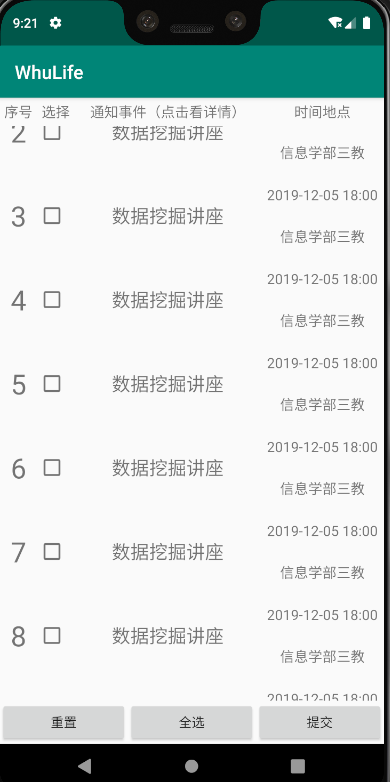 9:21
WhuLife
序号 选择 通知事件（点击看详情） 时间地点
2 数据挖掘讲座
信息学部三教
2019-12-05 18:00
3 数据挖掘讲座
信息学部三教
2019-12-05 18:00
4 数据挖掘讲座
信息学部三教
2019-12-05 18:00
5 数据挖掘讲座
信息学部三教
2019-12-05 18:00
6 数据挖掘讲座
信息学部三教
2019-12-05 18:00
7 数据挖掘讲座
信息学部三教
2019-12-05 18:00
8 数据挖掘讲座
信息学部三教
2019-12-05 18:00
重置 全选 提交